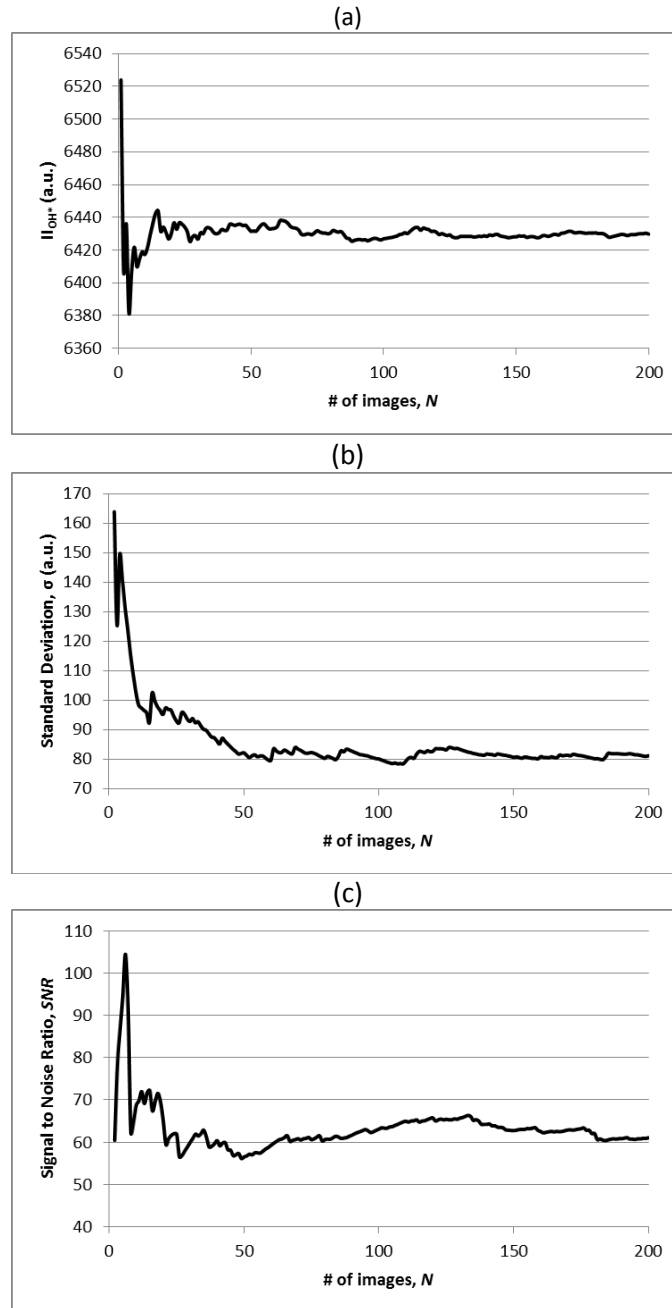 (a)
6540
6520
6500
6480
6460
6440
6420
6400
6380
6360
II_OH* (a.u.)
0 50 100 150 200
# of images, N
(b)
170
160
150
140
130
120
110
100
90
80
70
Standard Deviation, σ (a.u.)
0 50 100 150 200
# of images, N
(c)
110
100
90
80
70
60
50
40
Signal to Noise Ratio, SNR
0 50 100 150 200
# of images, N